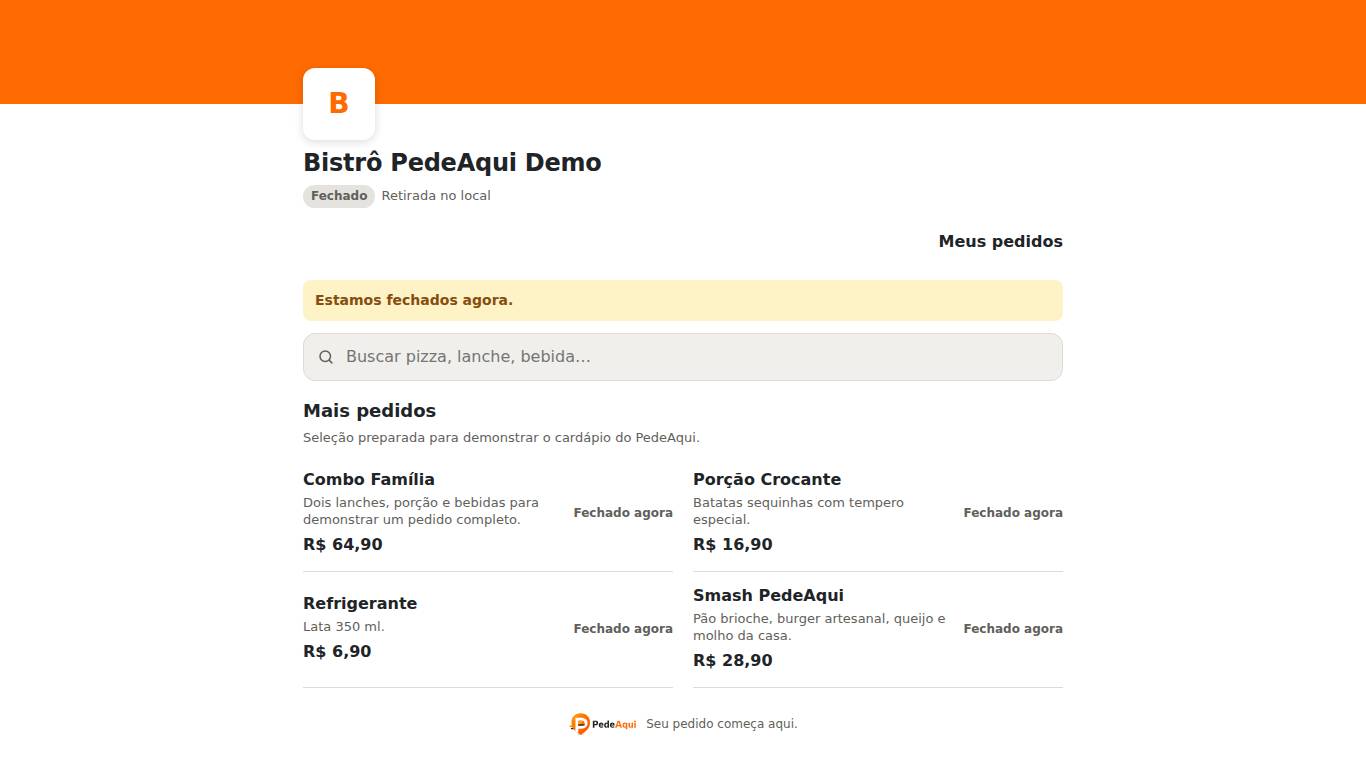 B
Bistrô PedeAqui Demo
Fechado Retirada no local
Meus pedidos
Estamos fechados agora.
Buscar pizza, lanche, bebida…
Mais pedidos
Seleção preparada para demonstrar o cardápio do PedeAqui.
Combo Família
Dois lanches, porção e bebidas para
demonstrar um pedido completo.
R$ 64,90
Fechado agora
Porção Crocante
Batatas sequinhas com tempero
especial.
R$ 16,90
Fechado agora
Refrigerante
Lata 350 ml.
R$ 6,90
Fechado agora
Smash PedeAqui
Pão brioche, burger artesanal, queijo e
molho da casa.
R$ 28,90
Fechado agora
PedeAqui Seu pedido começa aqui.